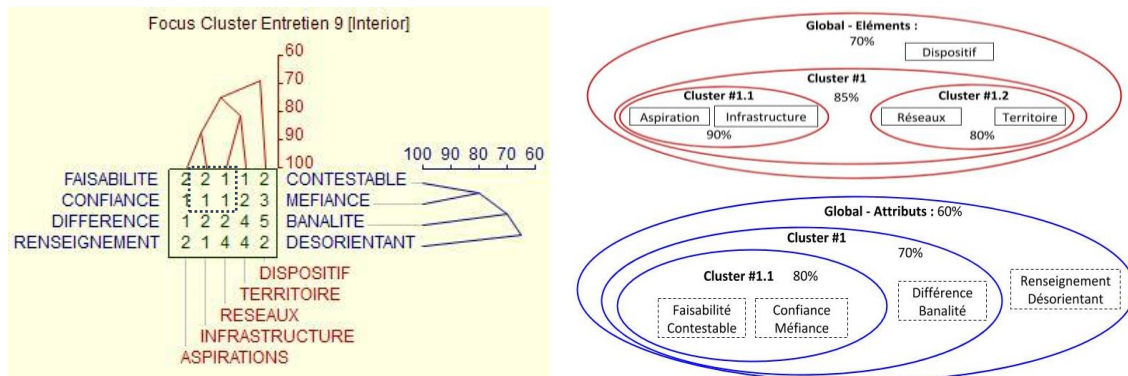 Focus Cluster Entretien 9 [Interior]
60
70
80
90
100
100 90 80 70 60
FAISABILITE 2 2 1 1 2 CONTESTABLE
CONFIANCE 1 1 1 2 3 MEFIANCE
DIFFERENCE 1 2 2 4 5 BANALITE
RENSEIGNEMENT 2 1 4 4 2 DESORIENTANT
DISPOSITIF
TERRITOIRE
RESEAUX
INFRASTRUCTURE
ASPIRATIONS
Global - Eléments :
70%
Dispositif
Cluster #1
85%
Cluster #1.1
Aspiration Infrastructure
90%
Cluster #1.2
Réseaux Territoire
80%
Global - Attributs : 60%
Cluster #1
70%
Cluster #1.1 80%
Faisabilité
Contestable
Confiance
Méfiance
Différence
Banalité
Renseignement
Désorientant